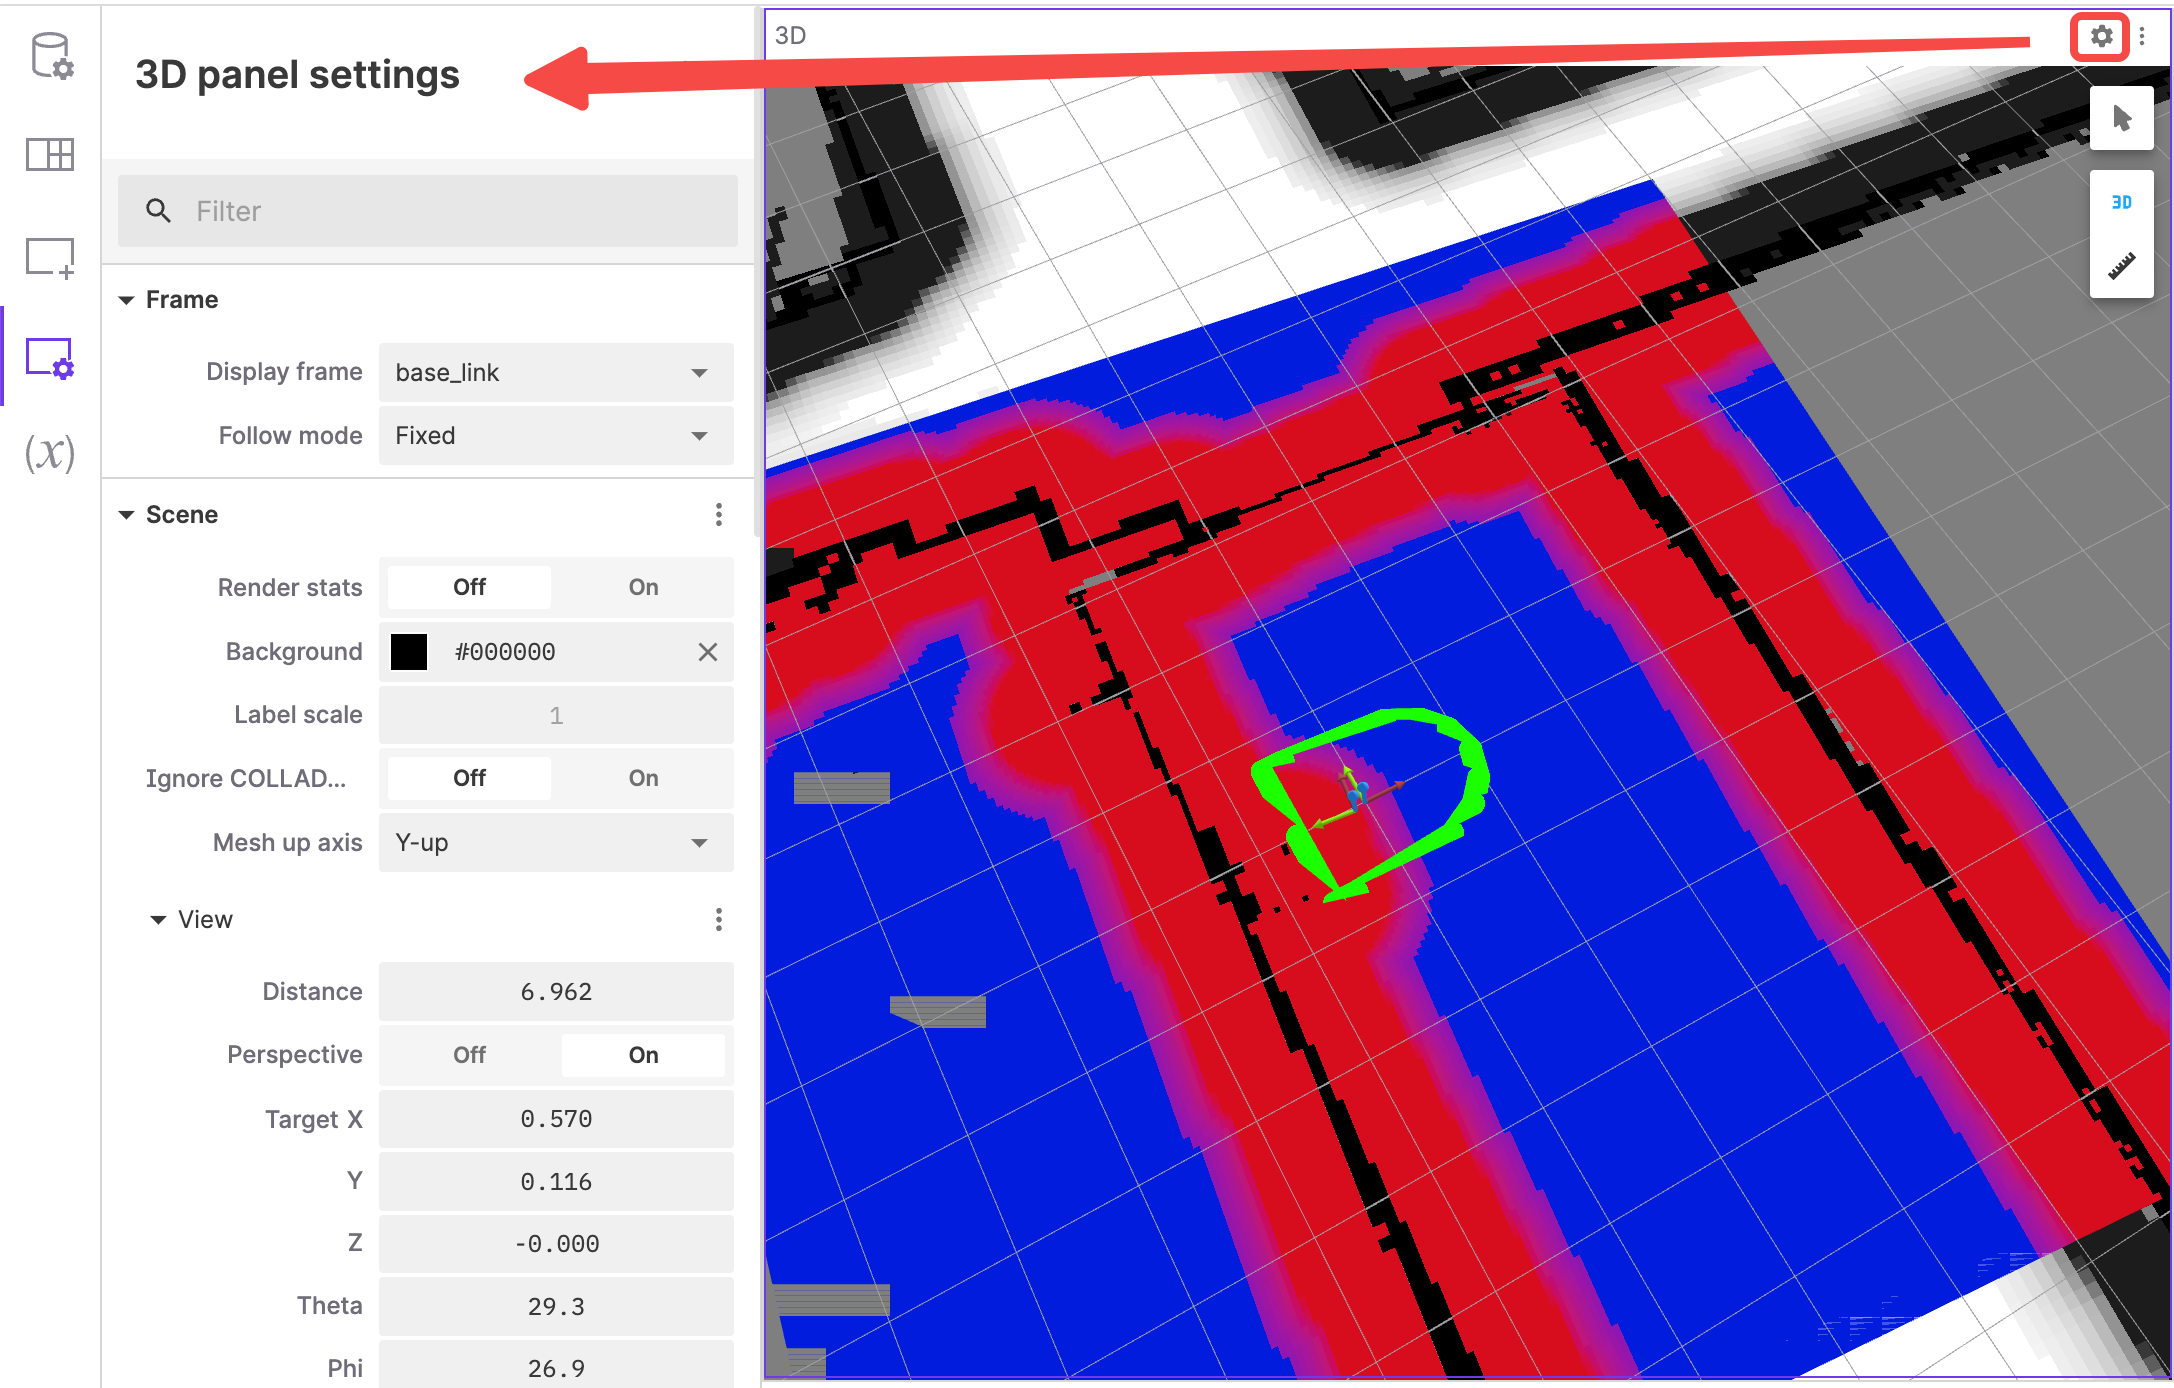 3D
3D panel settings
Filter
3D
Frame
Display frame base_link
Follow mode Fixed
(x)
Scene
Render stats Off On
Background #000000
Label scale 1
Ignore COLLAD... Off On
Mesh up axis Y-up
View
Distance 6.962
Perspective Off On
Target X 0.570
Y 0.116
Z -0.000
Theta 29.3
Phi 26.9